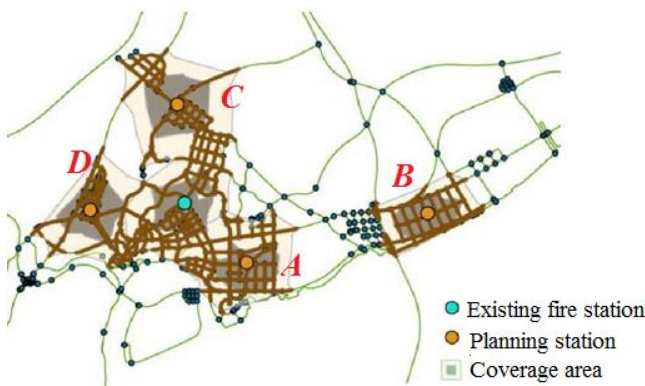 C
D
B
A
Existing fire station
Planning station
Coverage area